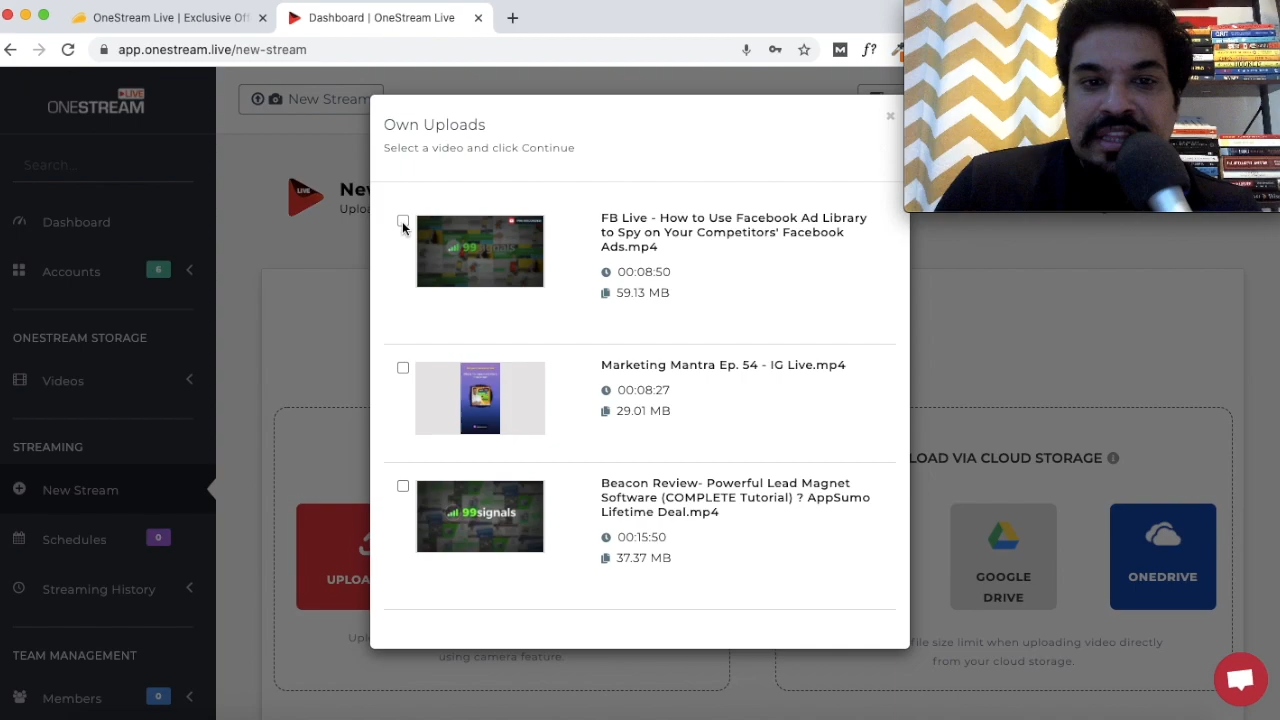 OneStream Live | Exclusive Off
Dashboard | OneStream Live
app.onestream.live/new-stream
M
f?
ONESTREAM
LIVE
New Stream
Own Uploads
Select a video and click Continue
Search...
LIVE
Dashboard
FB Live - How to Use Facebook Ad Library
to Spy on Your Competitors' Facebook
Ads.mp4
00:08:50
59.13 MB
Accounts
6
ONESTREAM STORAGE
Videos
Marketing Mantra Ep. 54 - IG Live.mp4
00:08:27
29.01 MB
STREAMING
New Stream
LOAD VIA CLOUD STORAGE
Beacon Review- Powerful Lead Magnet
Software (COMPLETE Tutorial) ? AppSumo
Lifetime Deal.mp4
00:15:50
37.37 MB
99signals
Schedules
0
Streaming History
UPLOA
GOOGLE
DRIVE
ONEDRIVE
file size limit when uploading video directly
from your cloud storage.
using camera feature.
TEAM MANAGEMENT
Members
0